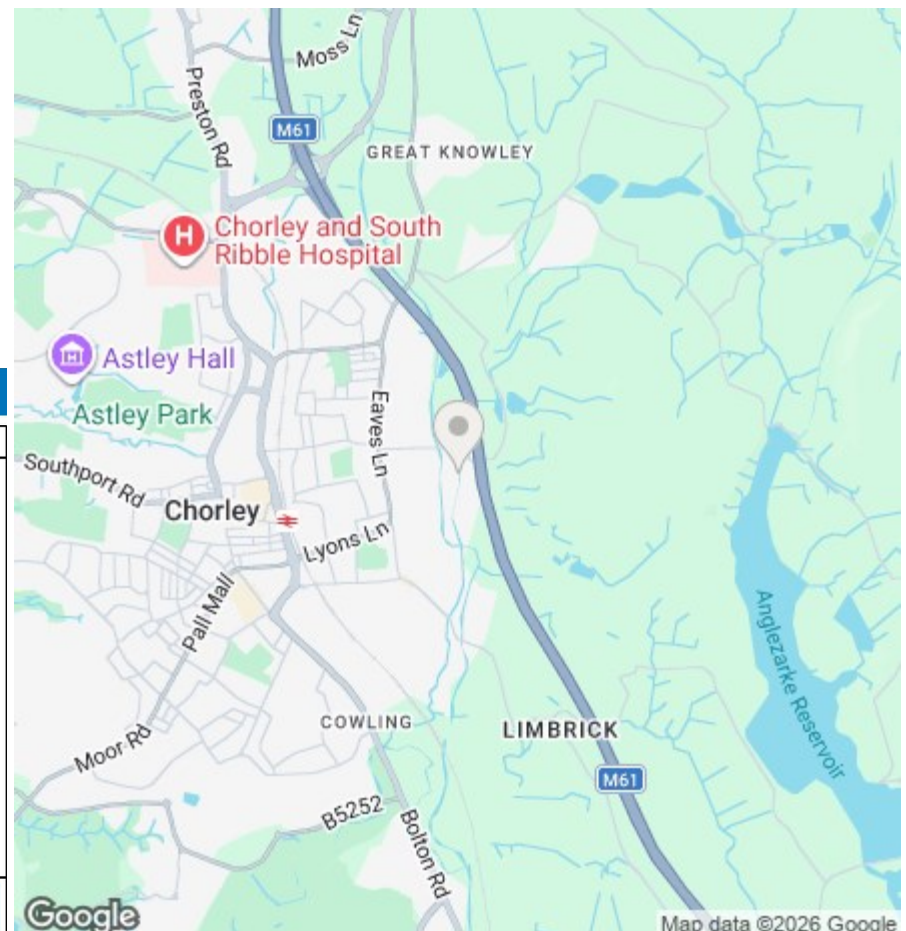 Moss Ln
Preston Rd
M61
GREAT KNOWLEY
H
Chorley and South
Ribble Hospital
Astley Hall
Astley Park
Eaves Ln
Southport Rd
Chorley
Lyons Ln
Pall Mall
Anglezarke Reservoir
COWLING
LIMBRICK
Moor Rd
M61
B5252
Bolton Rd
Google
Map data ©2026 Google